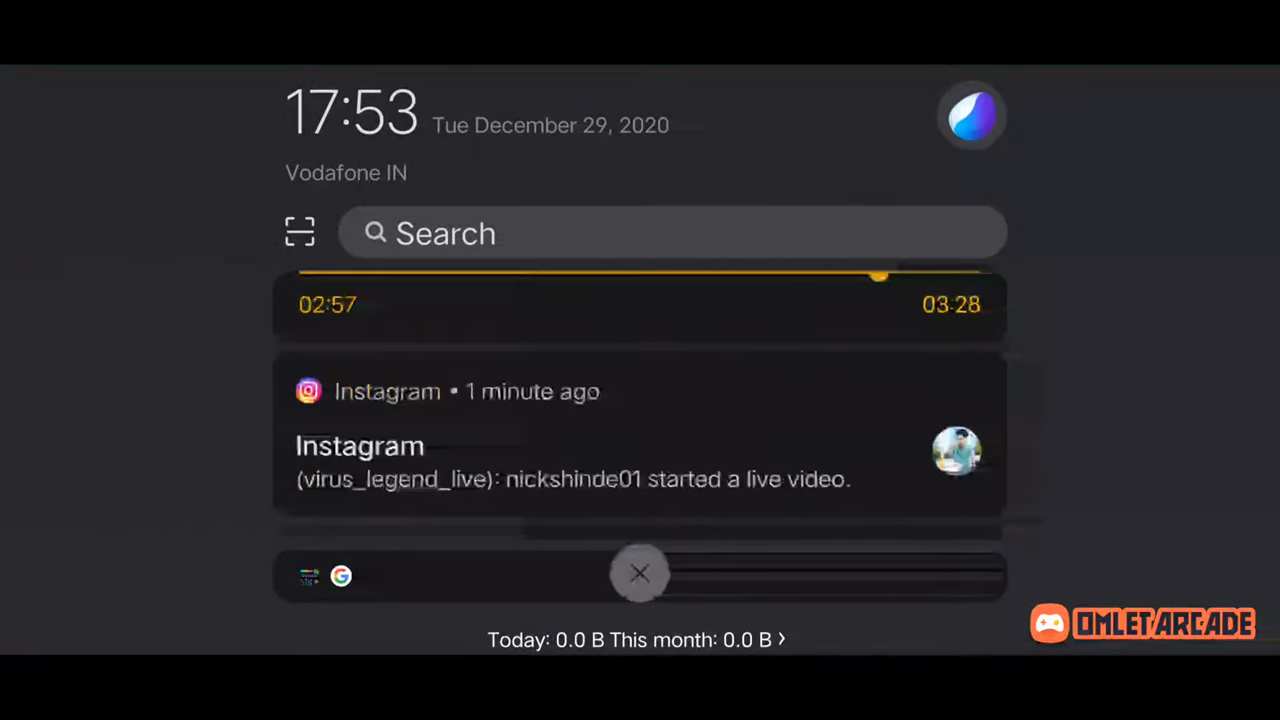 17:53 Tue December 29, 2020
Vodafone IN
Search
02:57 03:28
Instagram • 1 minute ago
Instagram
(virus_legend_live): nickshinde01 started a live video.
Today: 0.0 B This month: 0.0 B >
OMLET ARCADE